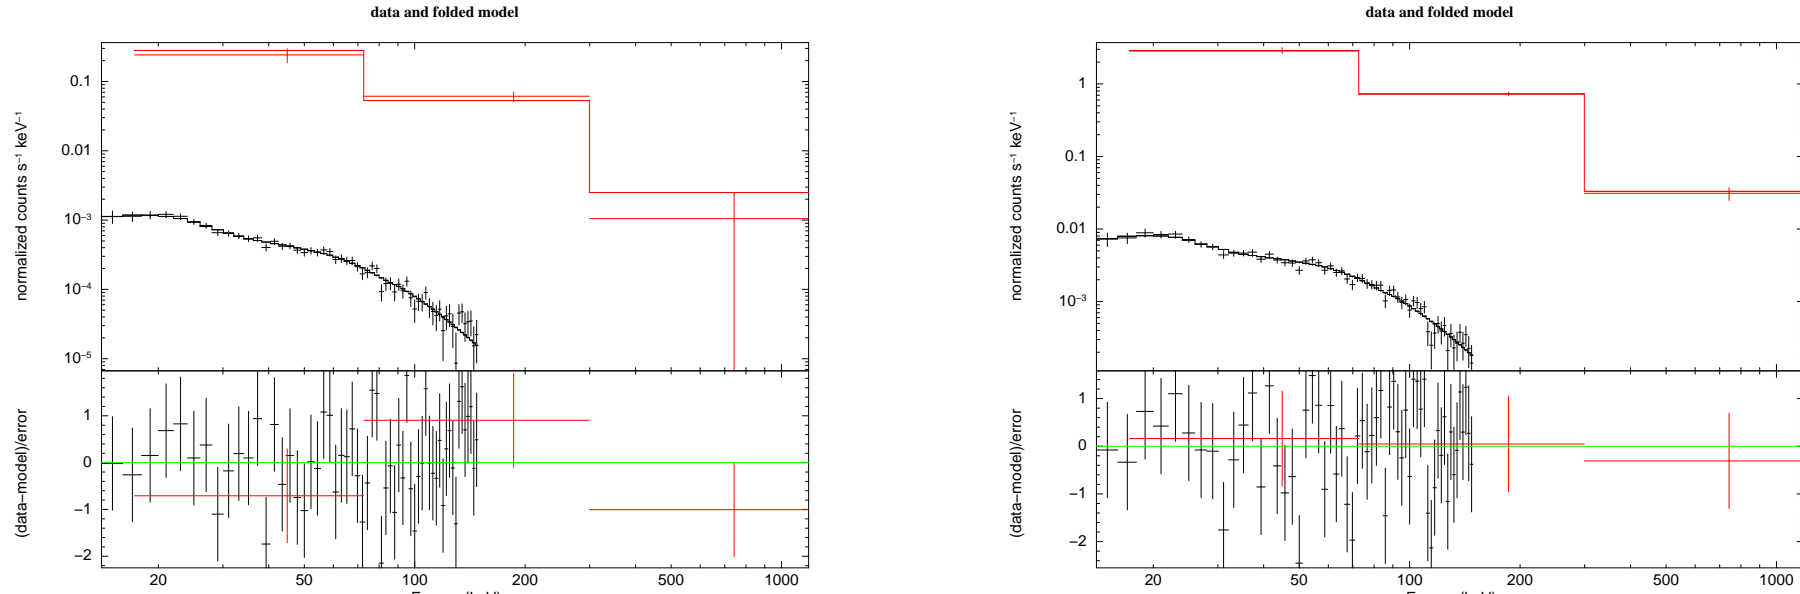 data and folded model
normalized counts s⁻¹ keV⁻¹
0.1
0.01
10⁻³
10⁻⁴
10⁻⁵
(data−model)/error
1
0
−1
−2
20 50 100 200 500 1000
data and folded model
normalized counts s⁻¹ keV⁻¹
1
0.1
0.01
10⁻³
(data−model)/error
1
0
−1
−2
20 50 100 200 500 1000